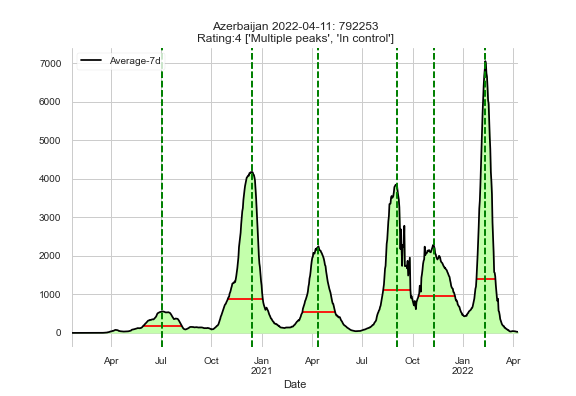 Azerbaijan 2022-04-11: 792253
Rating:4 ['Multiple peaks', 'In control']
Average-7d
7000
6000
5000
4000
3000
2000
1000
0
Apr Jul Oct Jan Apr Jul Oct Jan Apr
2021 2022
Date